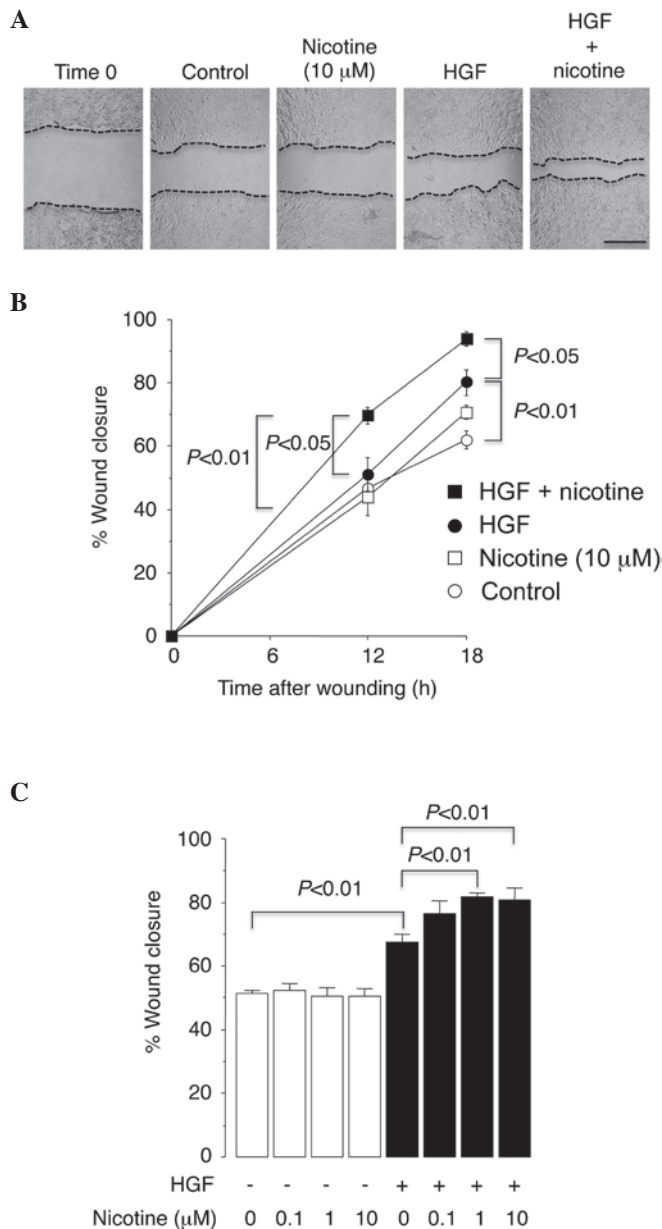 A
Time 0
Control
Nicotine
(10 μM)
HGF
HGF
+
nicotine
B
% Wound closure
100
80
60
40
20
0
0
6
12
18
Time after wounding (h)
P<0.01
P<0.05
P<0.05
P<0.01
HGF + nicotine
HGF
Nicotine (10 μM)
Control
C
% Wound closure
100
80
60
40
20
0
P<0.01
P<0.01
P<0.01
HGF - - - - + + + +
Nicotine (μM) 0 0.1 1 10 0 0.1 1 10